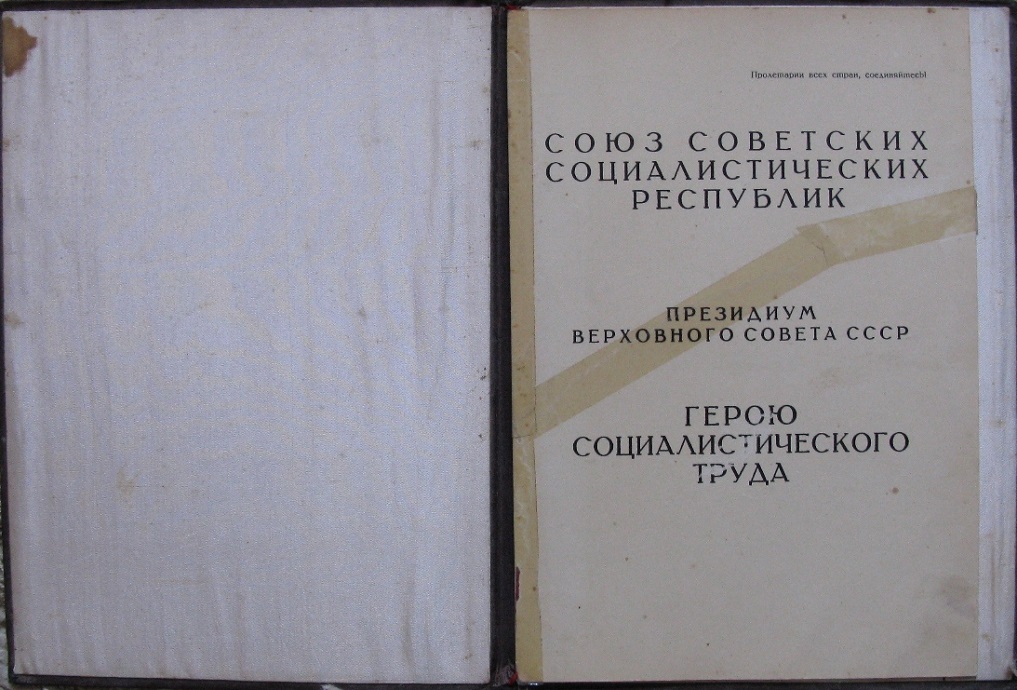 Пролетарии всех стран, соединяйтесь!
СОЮЗ СОВЕТСКИХ
СОЦИАЛИСТИЧЕСКИХ
РЕСПУБЛИК
ПРЕЗИДИУМ
ВЕРХОВНОГО СОВЕТА СССР
ГЕРОЮ
СОЦИАЛИСТИЧЕСКОГО
ТРУДА